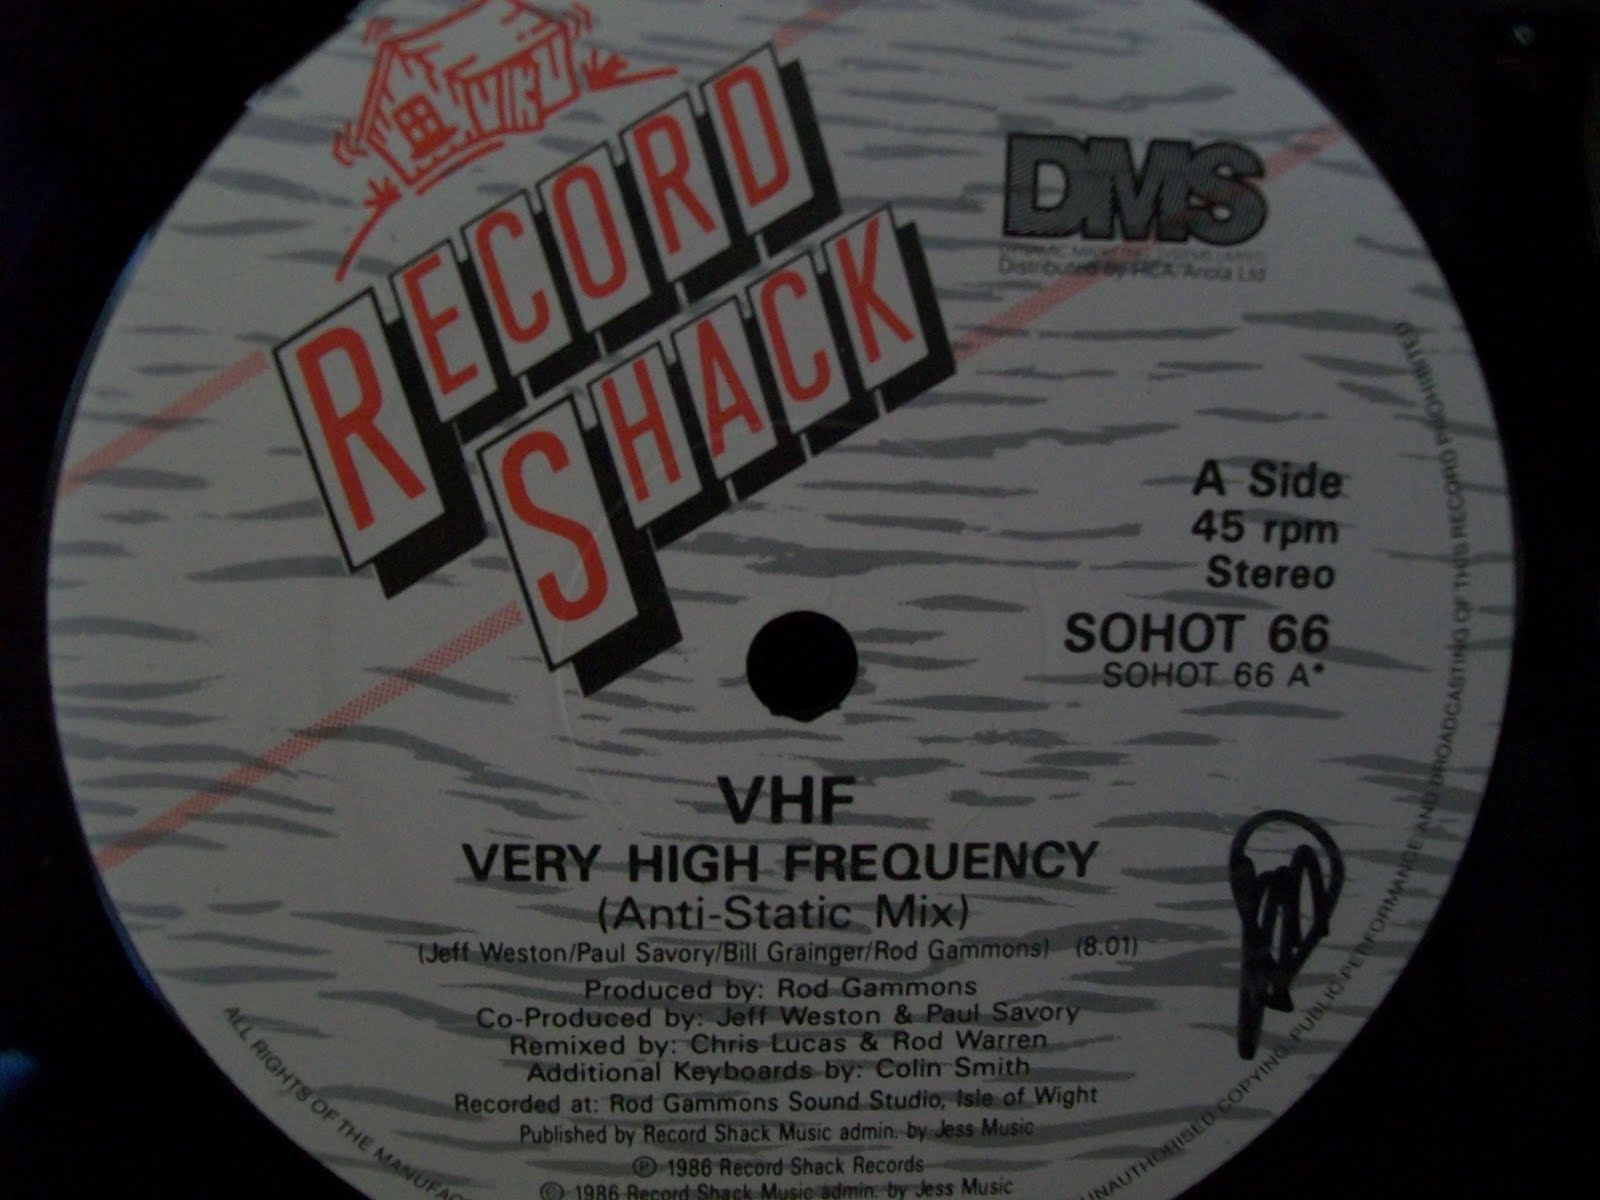 RECORD
SHACK
DMS
Distributed by RCA/Ariola Ltd
A Side
45 rpm
Stereo
SOHOT 66
SOHOT 66 A*
VHF
VERY HIGH FREQUENCY
(Anti-Static Mix)
(Jeff Weston/Paul Savory/Bill Grainger/Rod Gammons) (8.01)
Produced by: Rod Gammons
Co-Produced by: Jeff Weston & Paul Savory
Remixed by: Chris Lucas & Rod Warren
Additional Keyboards by: Colin Smith
Recorded at: Rod Gammons Sound Studio, Isle of Wight
Published by Record Shack Music admin. by Jess Music
℗ 1986 Record Shack Records
© 1986 Record Shack Music admin. by Jess Music
ALL RIGHTS OF THE MANUFAC
UNAUTHORISED COPYING, PUBLIC PERFORMANCE AND BROADCASTING OF THIS RECORD PROHIBITED.